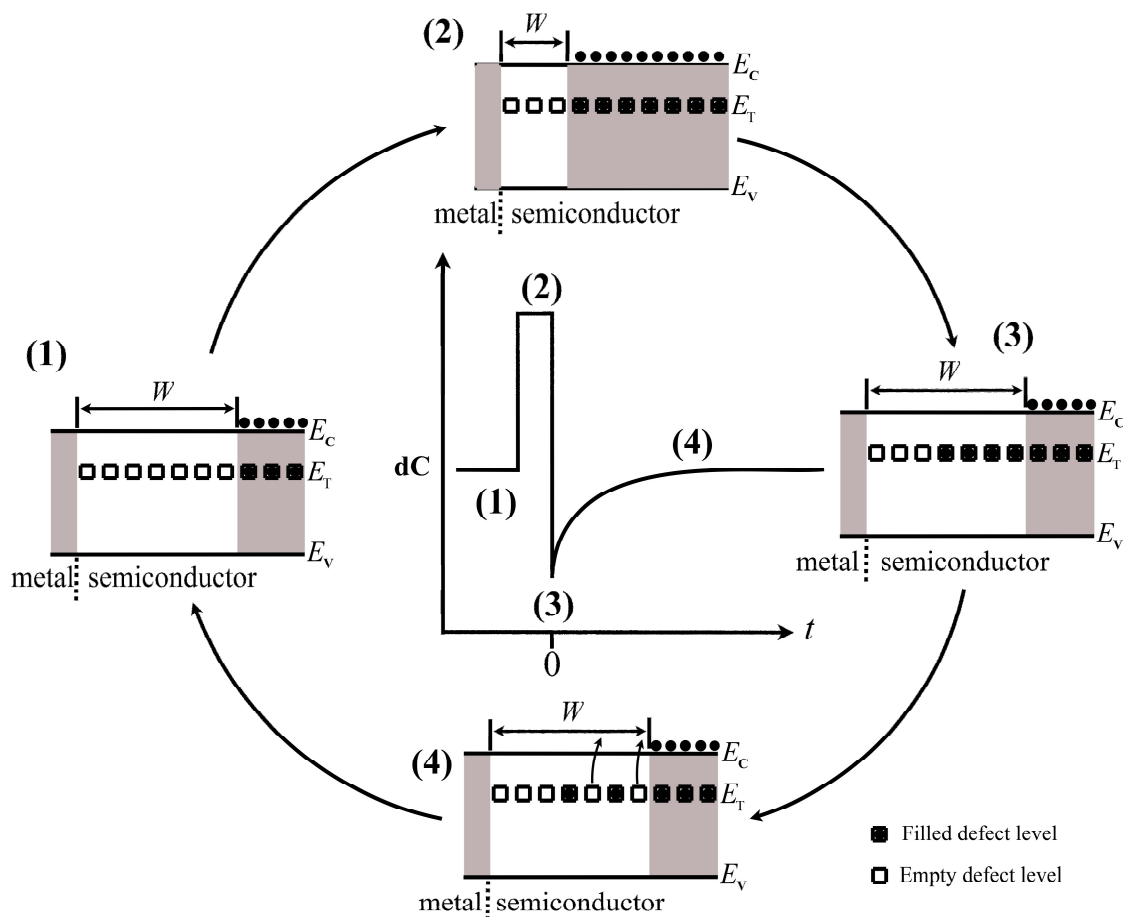 (2)
W
E_C
E_T
E_V
metal semiconductor
(1)
W
E_C
E_T
E_V
metal semiconductor
(2)
dC
(1)
(4)
(3)
t
0
(3)
W
E_C
E_T
E_V
metal semiconductor
(4)
W
E_C
E_T
E_V
metal semiconductor
Filled defect level
Empty defect level